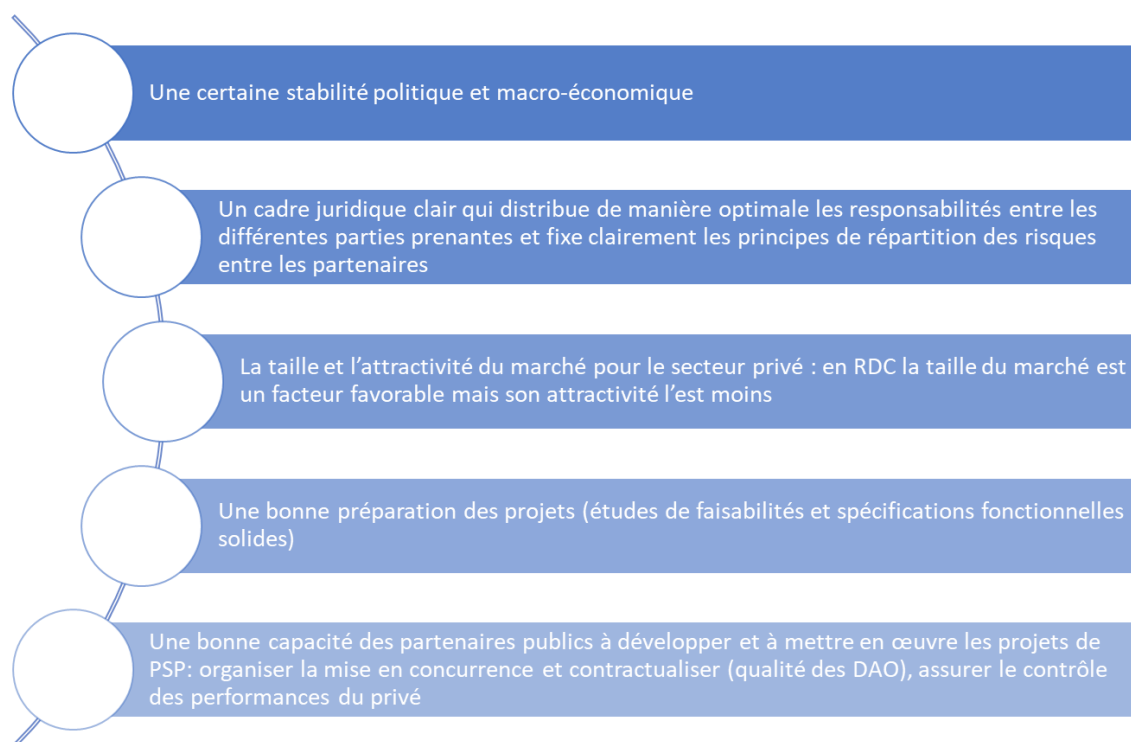 Une certaine stabilité politique et macro-économique
Un cadre juridique clair qui distribue de manière optimale les responsabilités entre les
différentes parties prenantes et fixe clairement les principes de répartition des risques
entre les partenaires
La taille et l’attractivité du marché pour le secteur privé : en RDC la taille du marché est
un facteur favorable mais son attractivité l’est moins
Une bonne préparation des projets (études de faisabilités et spécifications fonctionnelles
solides)
Une bonne capacité des partenaires publics à développer et à mettre en œuvre les projets de
PSP: organiser la mise en concurrence et contractualiser (qualité des DAO), assurer le contrôle
des performances du privé